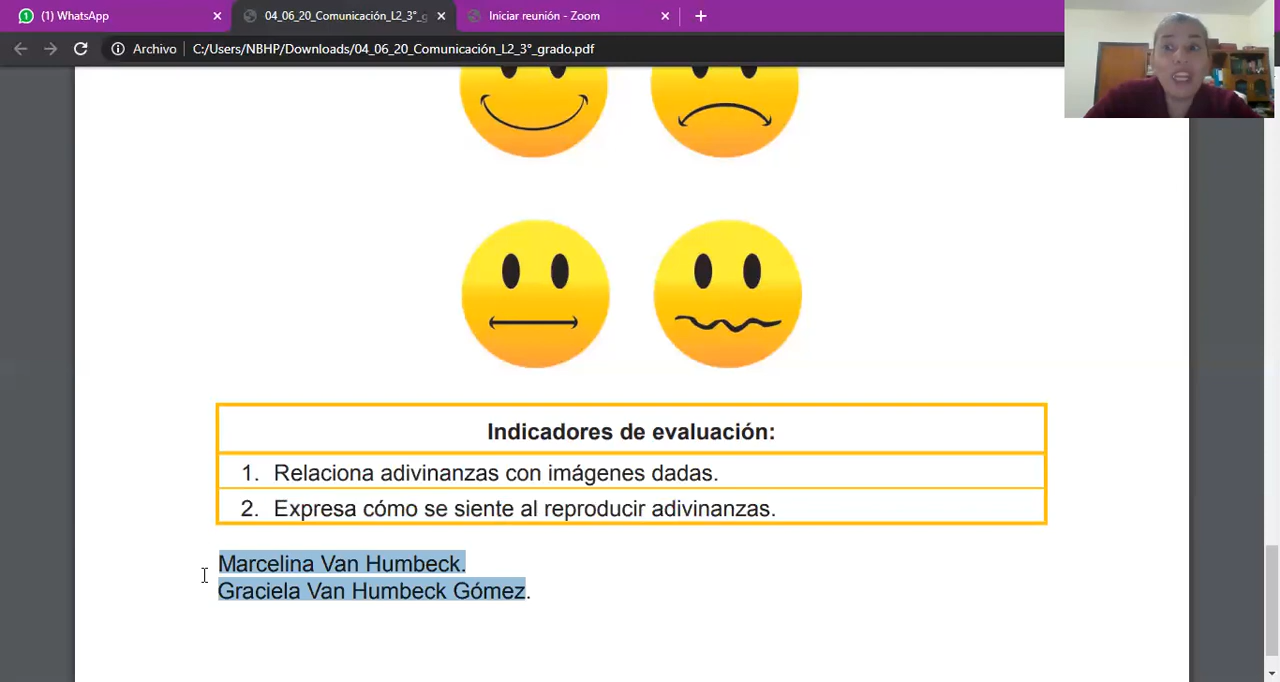 (1) WhatsApp
04_06_20_Comunicación_L2_3°_g
Iniciar reunión - Zoom
Archivo
C:/Users/NBHP/Downloads/04_06_20_Comunicación_L2_3°_grado.pdf
Indicadores de evaluación:
1. Relaciona adivinanzas con imágenes dadas.
2. Expresa cómo se siente al reproducir adivinanzas.
Marcelina Van Humbeck.
Graciela Van Humbeck Gómez.